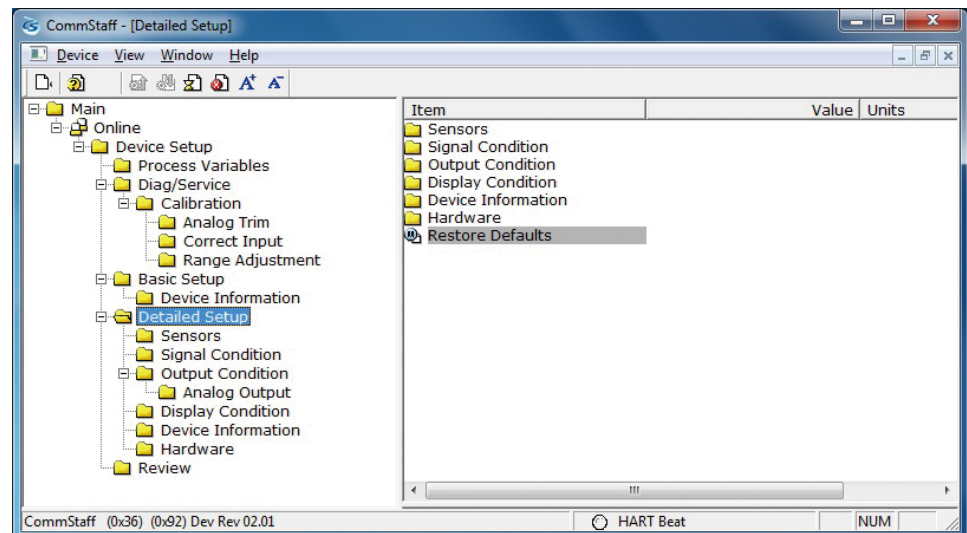 CommStaff - [Detailed Setup]
Device View Window Help
Main
Online
Device Setup
Process Variables
Diag/Service
Calibration
Analog Trim
Correct Input
Range Adjustment
Basic Setup
Device Information
Detailed Setup
Sensors
Signal Condition
Output Condition
Analog Output
Display Condition
Device Information
Hardware
Review
Item Value Units
Sensors
Signal Condition
Output Condition
Display Condition
Device Information
Hardware
Restore Defaults
CommStaff (0x36) (0x92) Dev Rev 02.01 HART Beat NUM